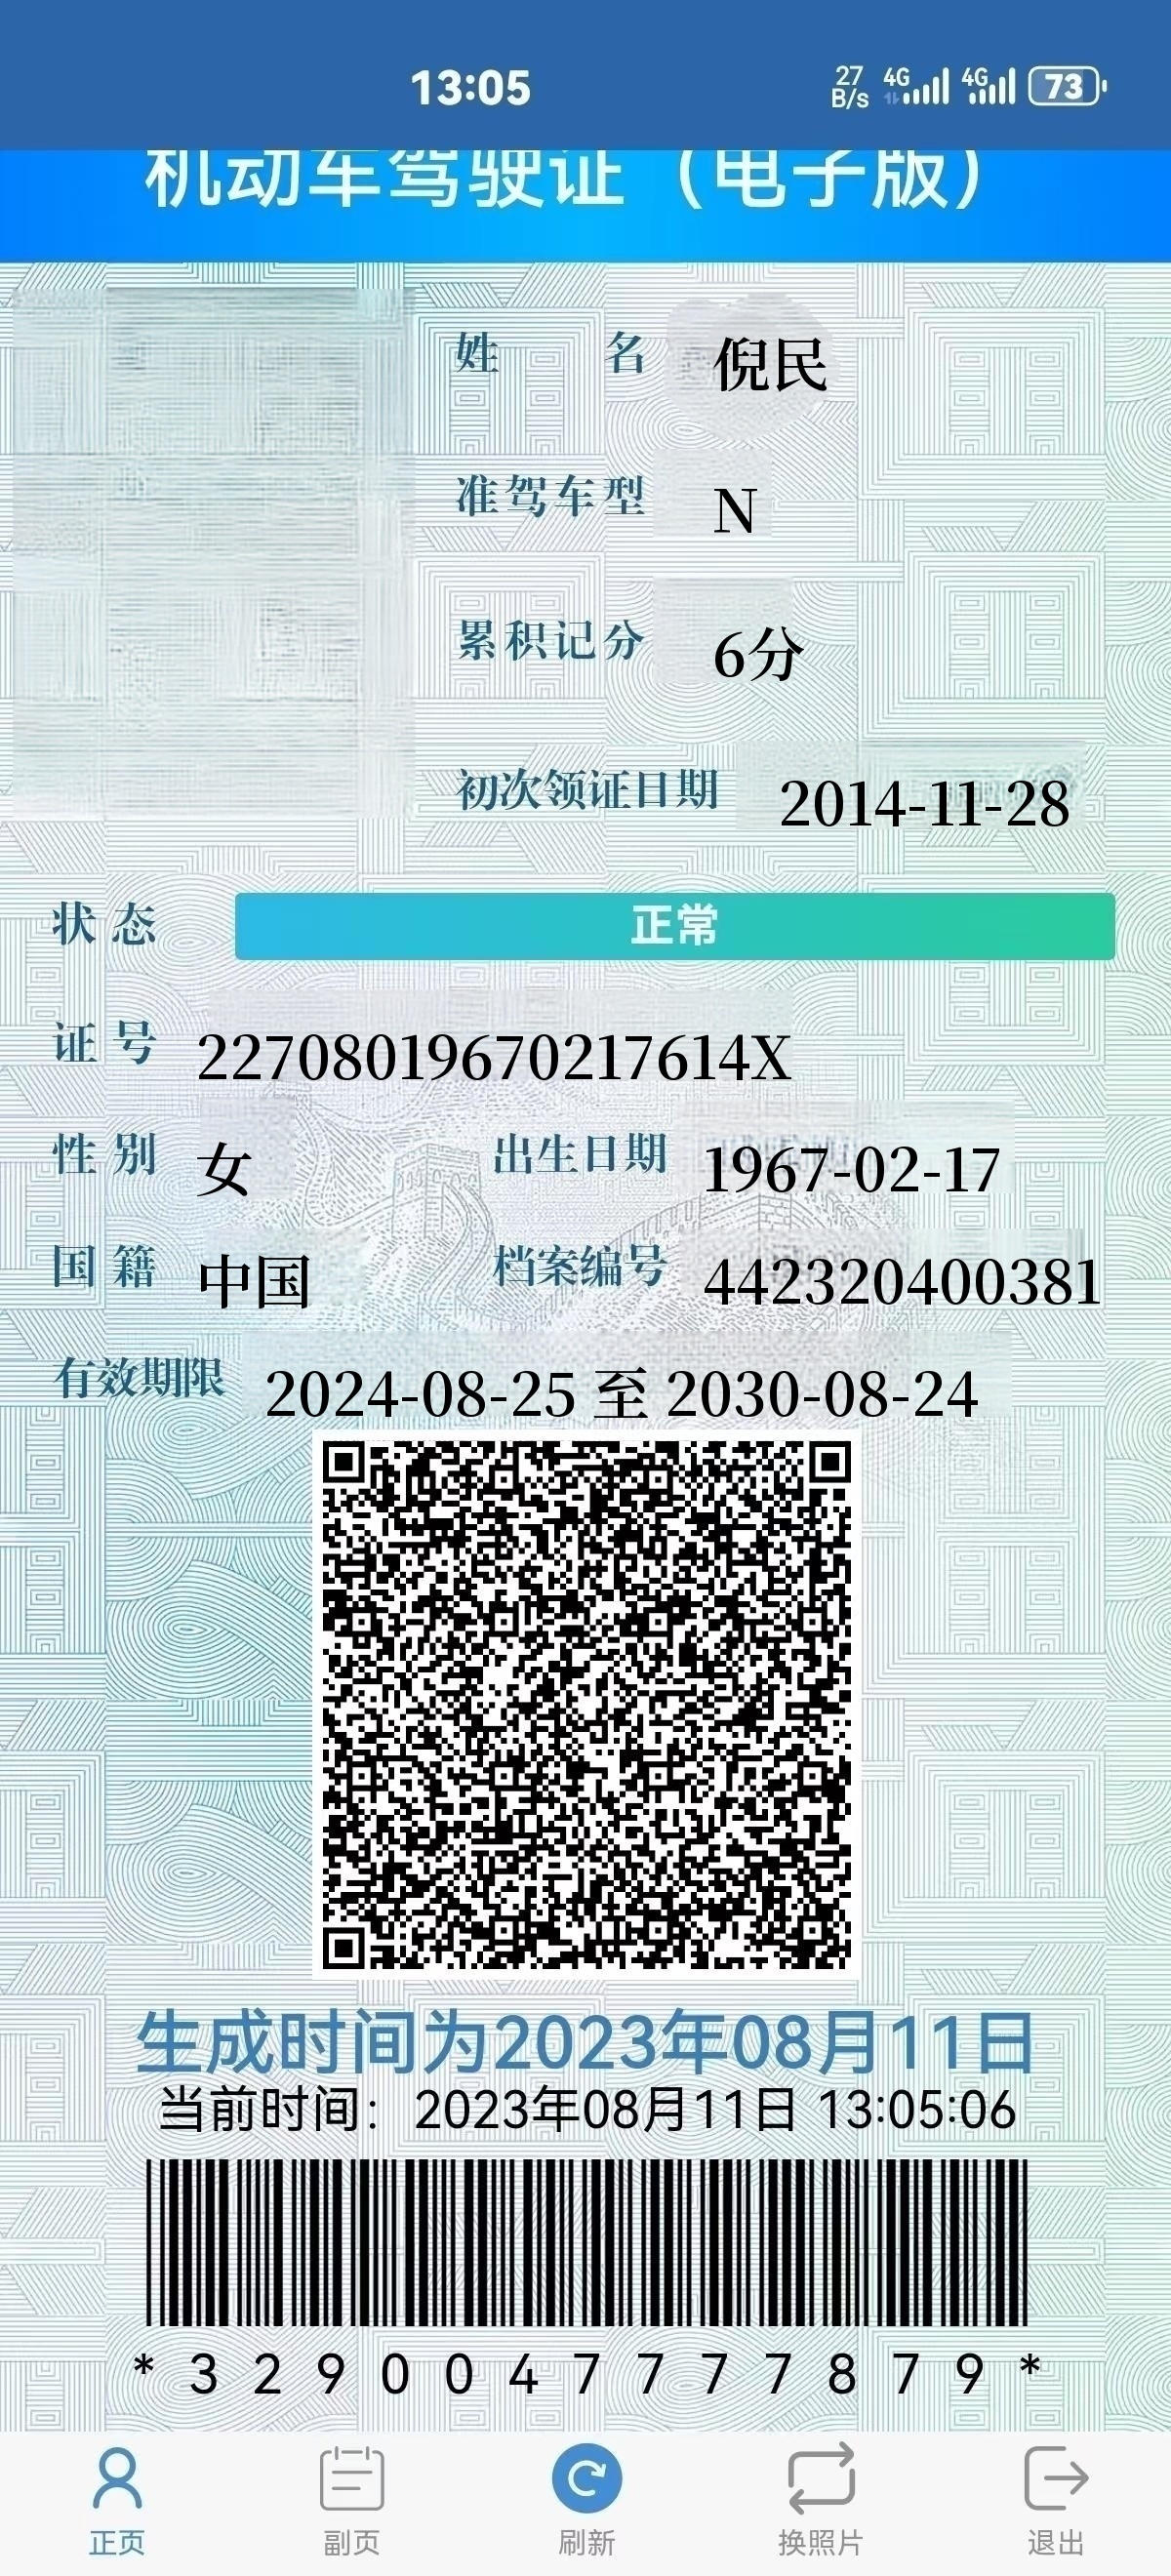 13:05
27 B/s 4G 4G 73
机动车驾驶证（电子版）
姓名 倪民
准驾车型 N
累积记分 6分
初次领证日期 2014-11-28
状态 正常
证号 22708019670217614X
性别 女 出生日期 1967-02-17
国籍 中国 档案编号 442320400381
有效期限 2024-08-25 至 2030-08-24
生成时间为2023年08月11日
当前时间：2023年08月11日 13:05:06
*3290047777879*
正页 副页 刷新 换照片 退出